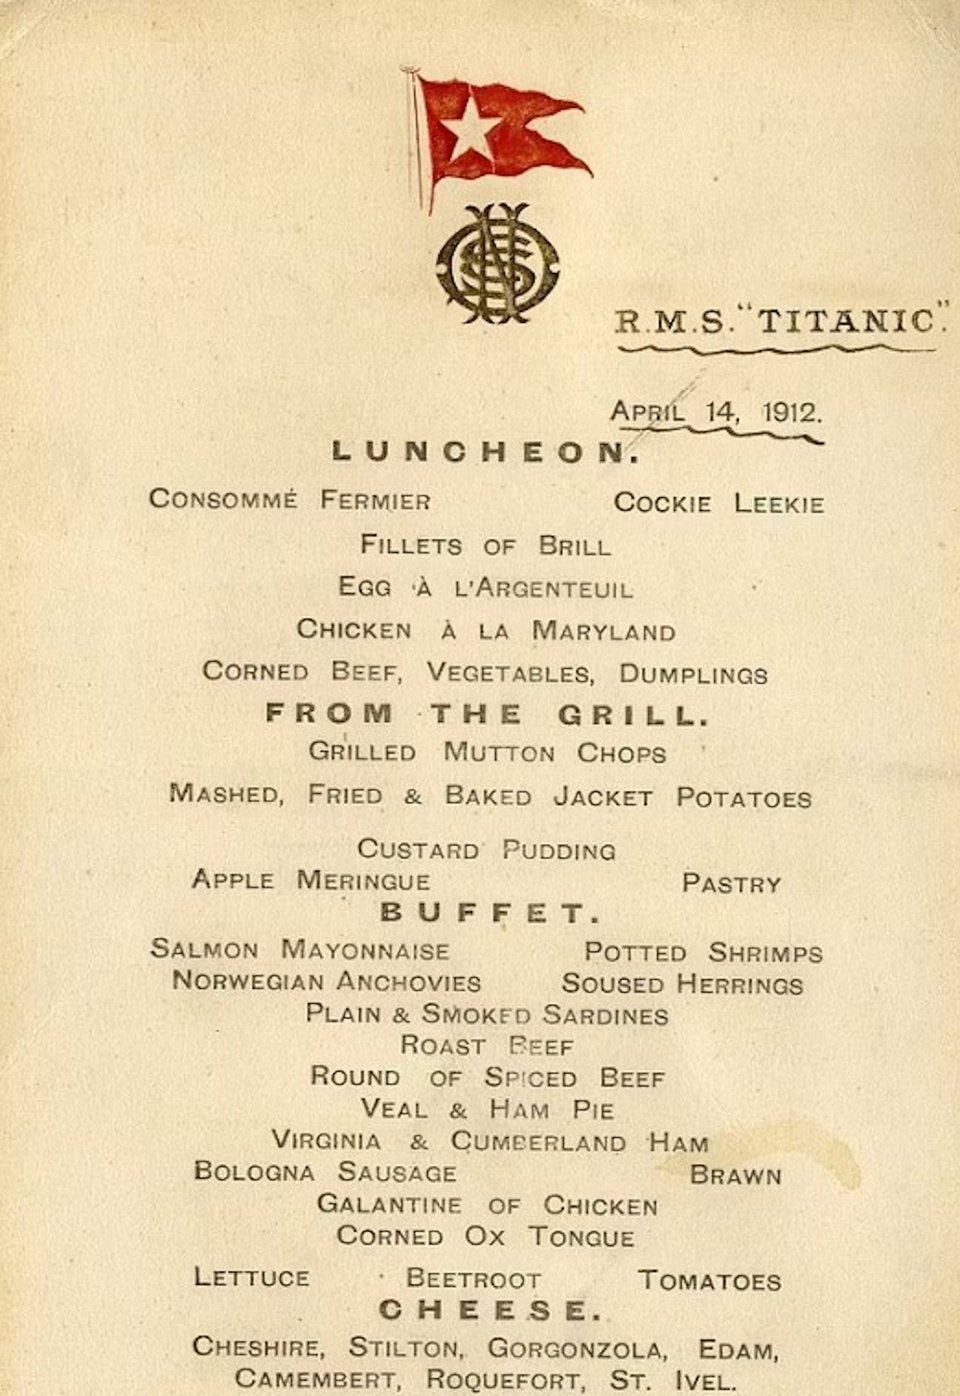 R.M.S. "TITANIC".
APRIL 14, 1912.
LUNCHEON.
CONSOMMÉ FERMIER COCKIE LEEKIE
FILLETS OF BRILL
EGG À L'ARGENTEUIL
CHICKEN À LA MARYLAND
CORNED BEEF, VEGETABLES, DUMPLINGS
FROM THE GRILL.
GRILLED MUTTON CHOPS
MASHED, FRIED & BAKED JACKET POTATOES
CUSTARD PUDDING
APPLE MERINGUE PASTRY
BUFFET.
SALMON MAYONNAISE POTTED SHRIMPS
NORWEGIAN ANCHOVIES SOUSED HERRINGS
PLAIN & SMOKED SARDINES
ROAST BEEF
ROUND OF SPICED BEEF
VEAL & HAM PIE
VIRGINIA & CUMBERLAND HAM
BOLOGNA SAUSAGE BRAWN
GALANTINE OF CHICKEN
CORNED OX TONGUE
LETTUCE BEETROOT TOMATOES
CHEESE.
CHESHIRE, STILTON, GORGONZOLA, EDAM,
CAMEMBERT, ROQUEFORT, ST. IVEL.